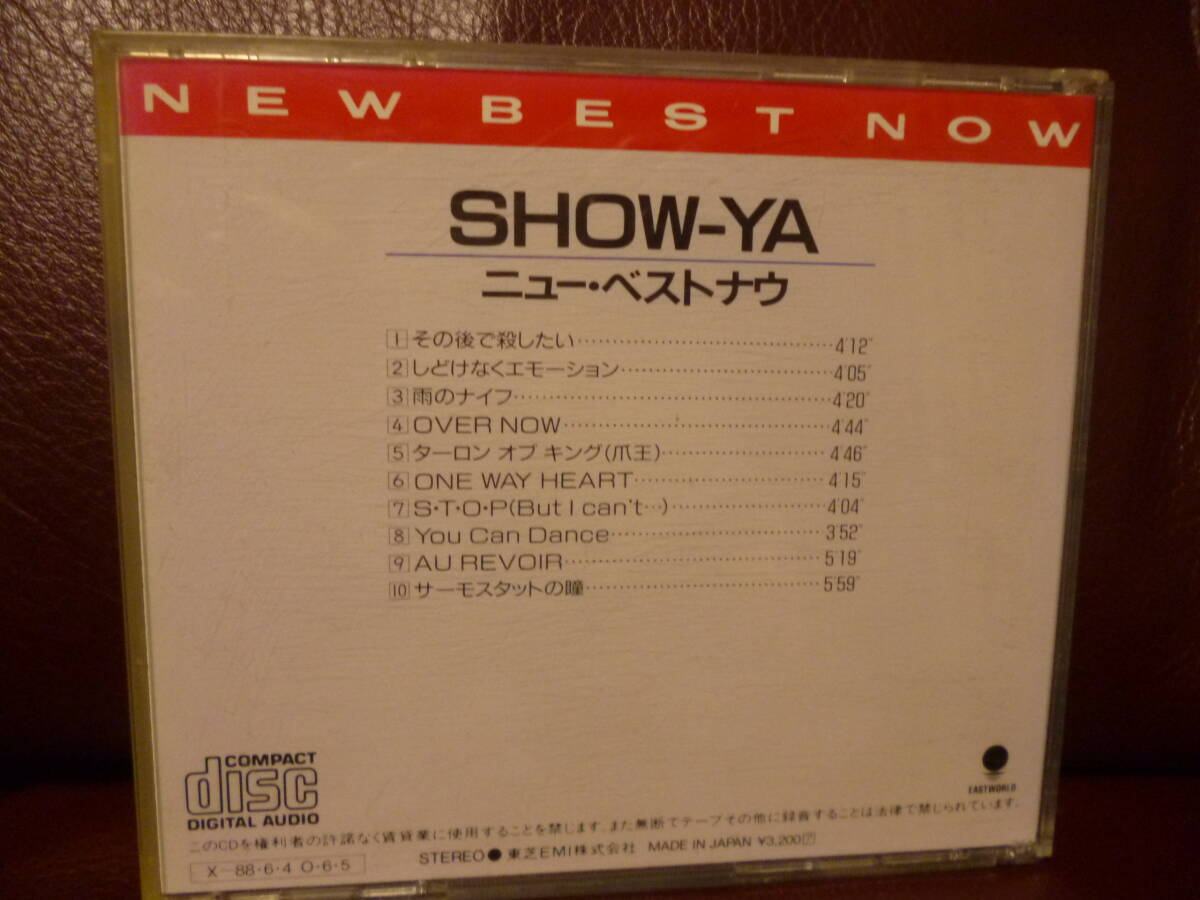 NEW BEST NOW
SHOW-YA
ニュー・ベストナウ
1 その後で殺したい……………………………4'12"
2 しどけなくエモーション……………………4'05"
3 雨のナイフ……………………………………4'20"
4 OVER NOW……………………………………4'44"
5 ターロン オブ キング(爪王)…………………4'46"
6 ONE WAY HEART……………………………4'15"
7 S・T・O・P(But I can't…)……………………4'04"
8 You Can Dance………………………………3'52"
9 AU REVOIR……………………………………5'19"
10 サーモスタットの瞳…………………………5'59"
COMPACT
disc
DIGITAL AUDIO
EASTWORLD
このCDを権利者の許諾なく賃貸業に使用することを禁じます。また無断でテープその他に録音することは法律で禁じられています。
X-88・6・4 O・6・5
STEREO● 東芝EMI株式会社 MADE IN JAPAN ¥3,200